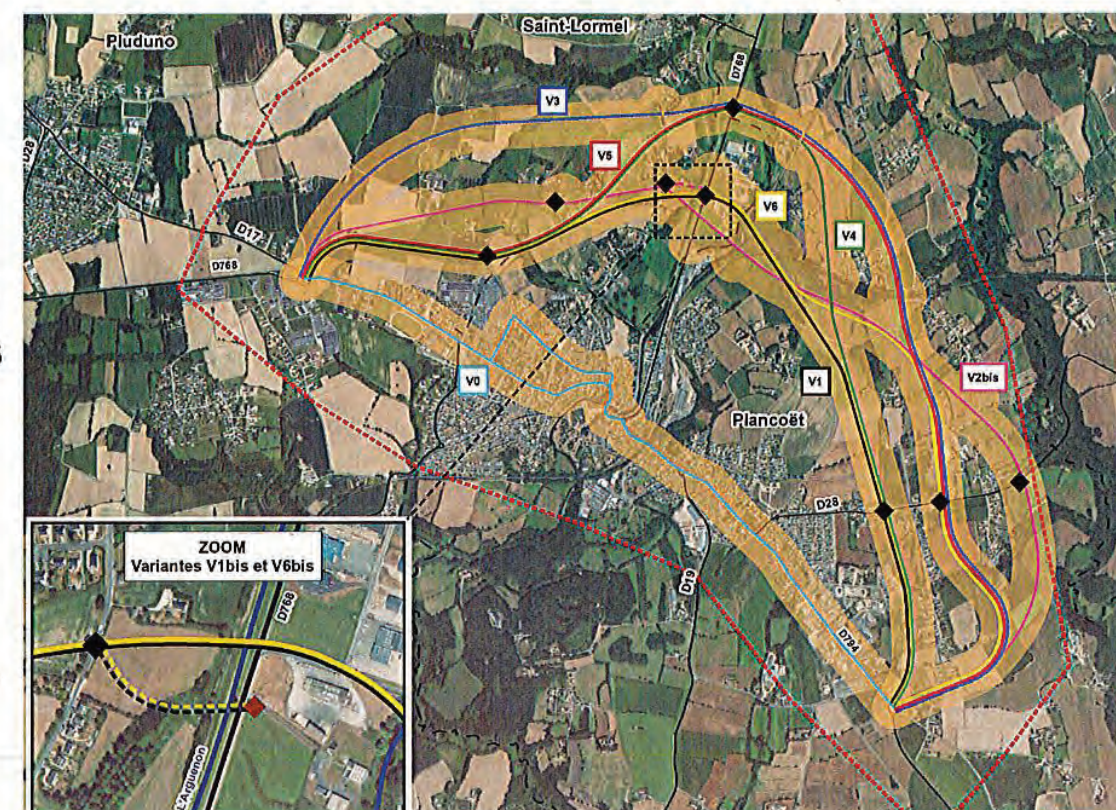 Pluduno
Saint-Lormel
D768
V3
D28
V5
V6
D17
V4
D768
V0
V1
V2bis
Plancoët
D28
D19
D794
ZOOM
Variantes V1bis et V6bis
D768
L'Arguenon